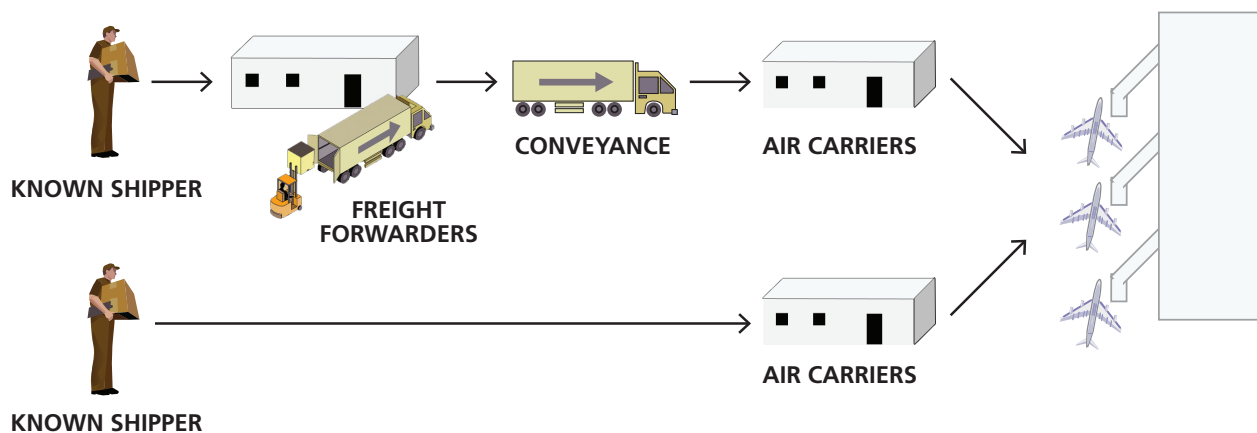 CONVEYANCE
AIR CARRIERS
KNOWN SHIPPER
FREIGHT
FORWARDERS
AIR CARRIERS
KNOWN SHIPPER